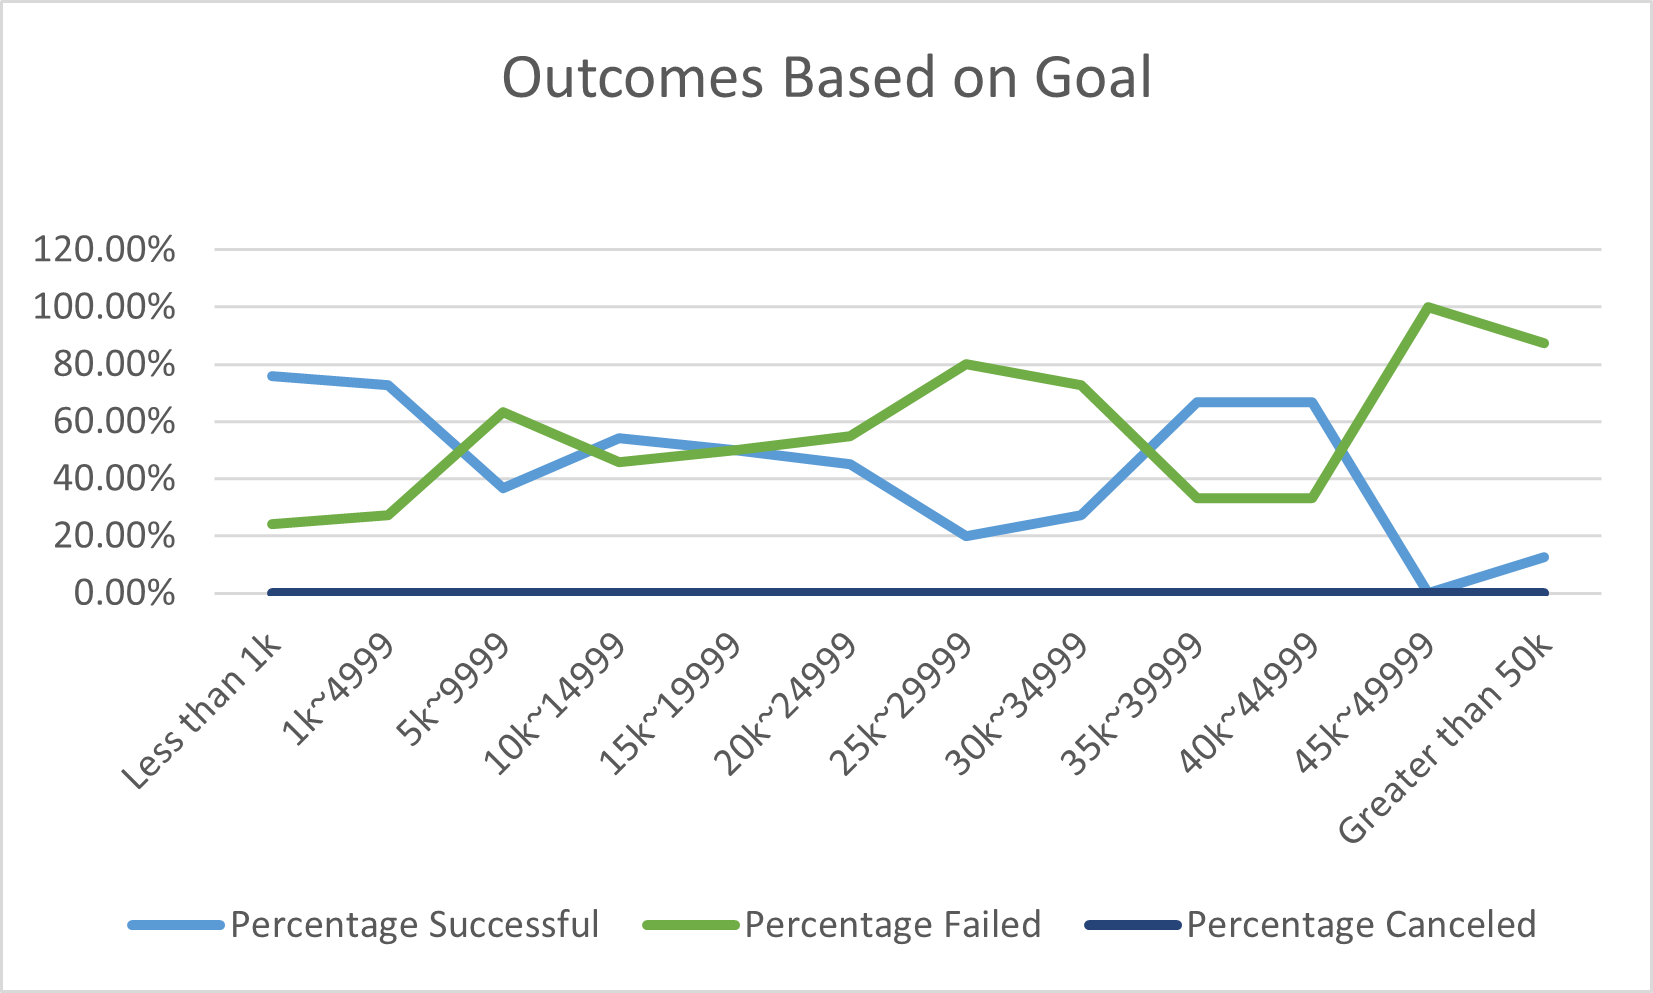 Outcomes Based on Goal
120.00%
100.00%
80.00%
60.00%
40.00%
20.00%
0.00%
Less than 1k
1k~4999
5k~9999
10k~14999
15k~19999
20k~24999
25k~29999
30k~34999
35k~39999
40k~44999
45k~49999
Greater than 50k
Percentage Successful
Percentage Failed
Percentage Canceled